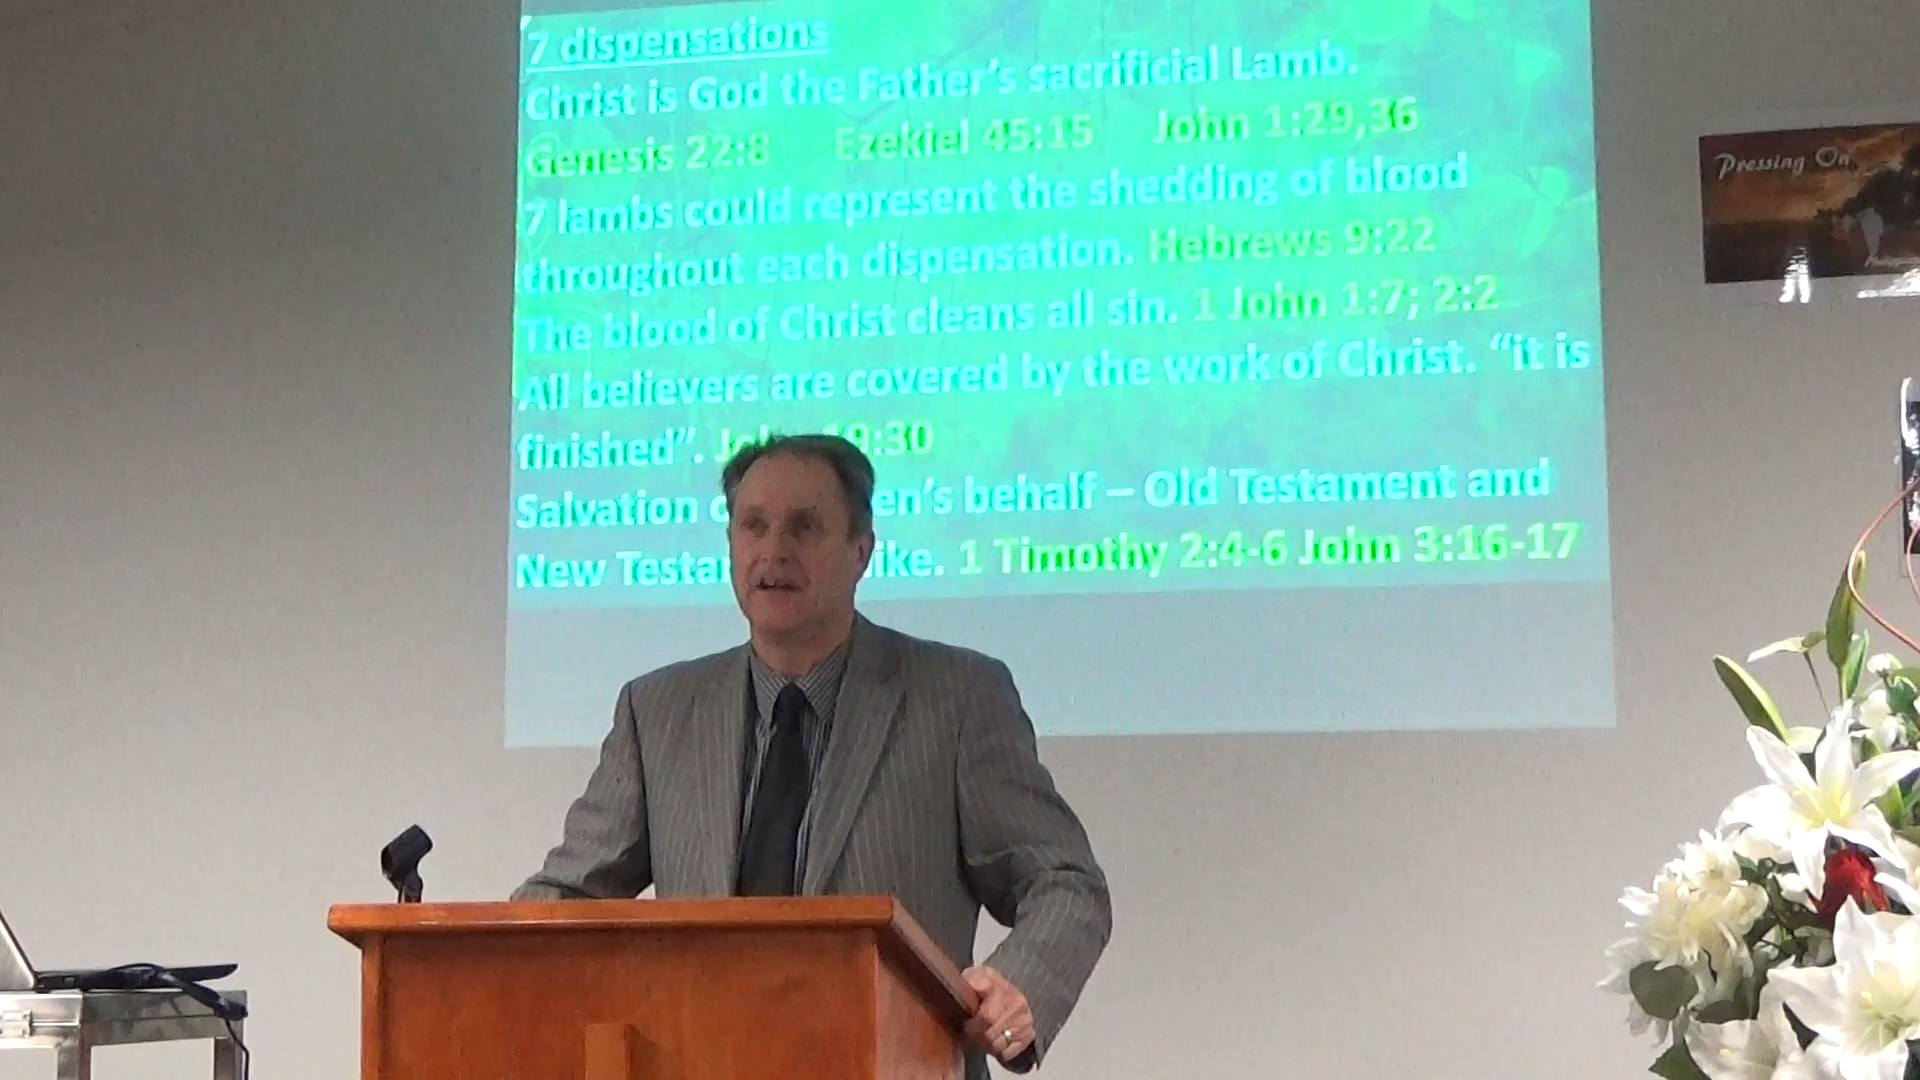 7 dispensations
Christ is God the Father's sacrificial Lamb.
Genesis 22:8 Ezekiel 45:15 John 1:29,36
7 lambs could represent the shedding of blood
throughout each dispensation. Hebrews 9:22
The blood of Christ cleans all sin. 1 John 1:7; 2:2
All believers are covered by the work of Christ. “it is
finished”. John 19:30
Salvation en's behalf – Old Testament and
New ike. 1 Timothy 2:4-6 John 3:16-17
Pressing On